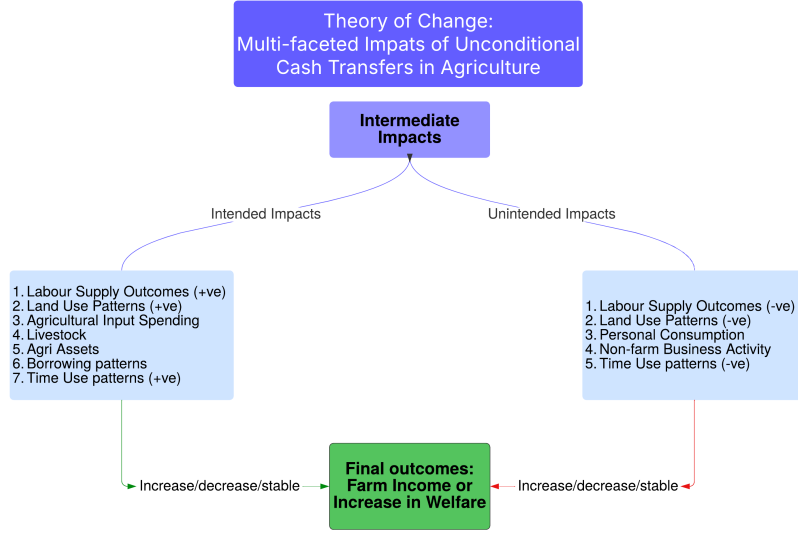 Theory of Change:
Multi-faceted Impats of Unconditional
Cash Transfers in Agriculture
Intermediate
Impacts
Intended Impacts
Unintended Impacts
1. Labour Supply Outcomes (+ve)
2. Land Use Patterns (+ve)
3. Agricultural Input Spending
4. Livestock
5. Agri Assets
6. Borrowing patterns
7. Time Use patterns (+ve)
1. Labour Supply Outcomes (-ve)
2. Land Use Patterns (-ve)
3. Personal Consumption
4. Non-farm Business Activity
5. Time Use patterns (-ve)
Increase/decrease/stable
Final outcomes:
Farm Income or
Increase in Welfare
Increase/decrease/stable